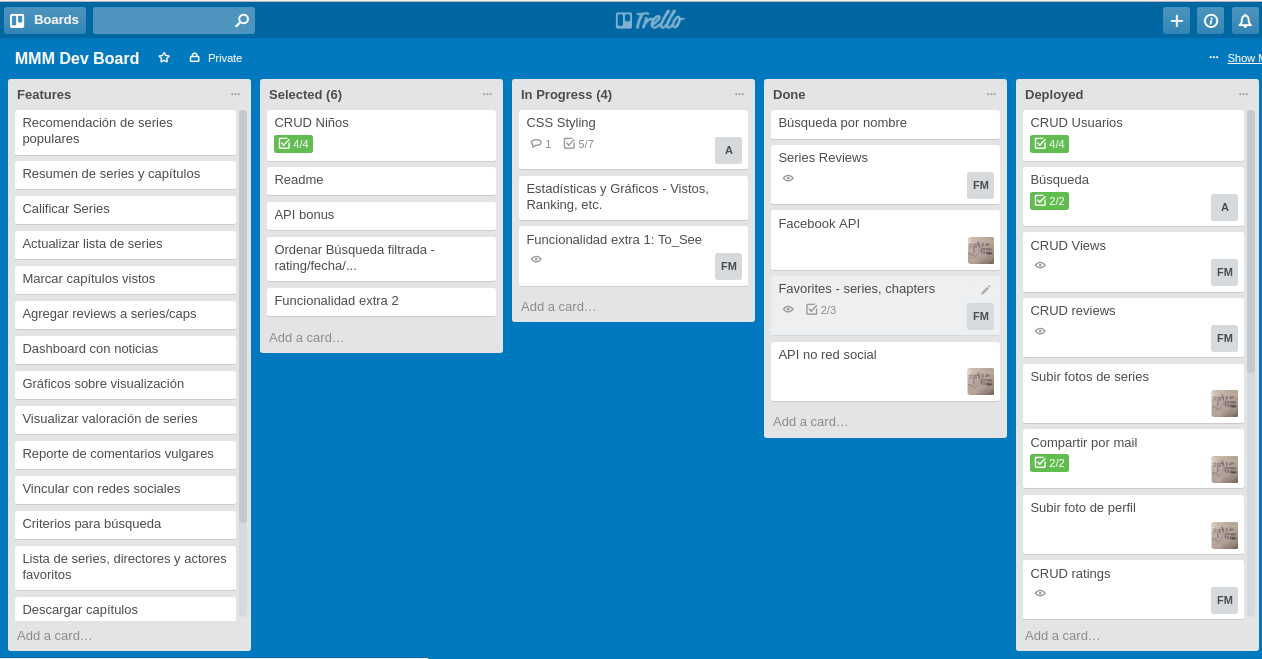 Boards
Trello
MMM Dev Board
Private
Show M
Features
Recomendación de series
populares
Resumen de series y capítulos
Calificar Series
Actualizar lista de series
Marcar capítulos vistos
Agregar reviews a series/caps
Dashboard con noticias
Gráficos sobre visualización
Visualizar valoración de series
Reporte de comentarios vulgares
Vincular con redes sociales
Criterios para búsqueda
Lista de series, directores y actores
favoritos
Descargar capítulos
Add a card…
Selected (6)
CRUD Niños
4/4
Readme
API bonus
Ordenar Búsqueda filtrada -
rating/fecha/...
Funcionalidad extra 2
Add a card…
In Progress (4)
CSS Styling
1 5/7
A
Estadísticas y Gráficos - Vistos,
Ranking, etc.
Funcionalidad extra 1: To_See
FM
Add a card…
Done
Búsqueda por nombre
Series Reviews
FM
Facebook API
Favorites - series, chapters
2/3
FM
API no red social
Add a card…
Deployed
CRUD Usuarios
4/4
Búsqueda
2/2
A
CRUD Views
FM
CRUD reviews
FM
Subir fotos de series
Compartir por mail
2/2
Subir foto de perfil
CRUD ratings
FM
Add a card…